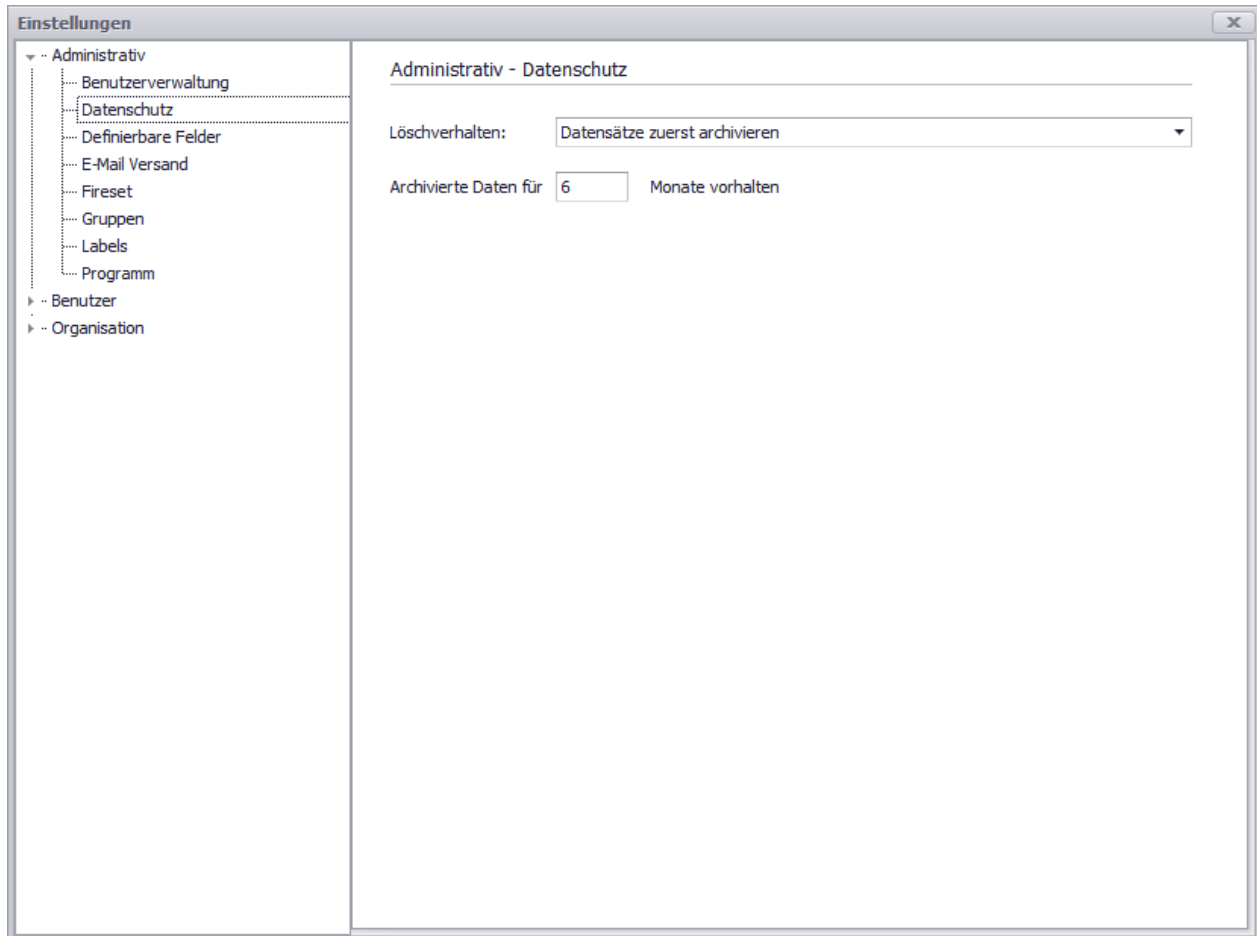 Einstellungen
Administrativ
Benutzerverwaltung
Datenschutz
Definierbare Felder
E-Mail Versand
Fireset
Gruppen
Labels
Programm
Benutzer
Organisation
Administrativ - Datenschutz
Löschverhalten: Datensätze zuerst archivieren
Archivierte Daten für 6 Monate vorhalten